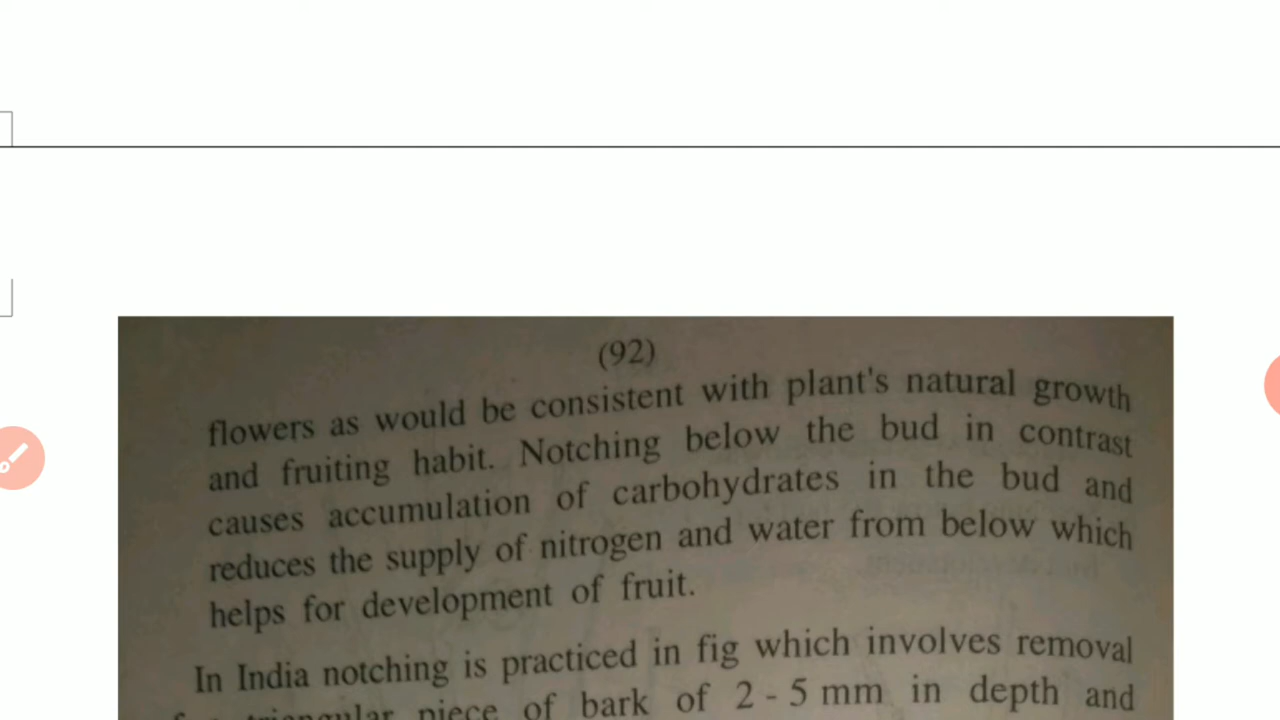 (92)
flowers as would be consistent with plant's natural growth
and fruiting habit. Notching below the bud in contrast
causes accumulation of carbohydrates in the bud and
reduces the supply of nitrogen and water from below which
helps for development of fruit.
In India notching is practiced in fig which involves removal
triangular piece of bark of 2 - 5 mm in depth and